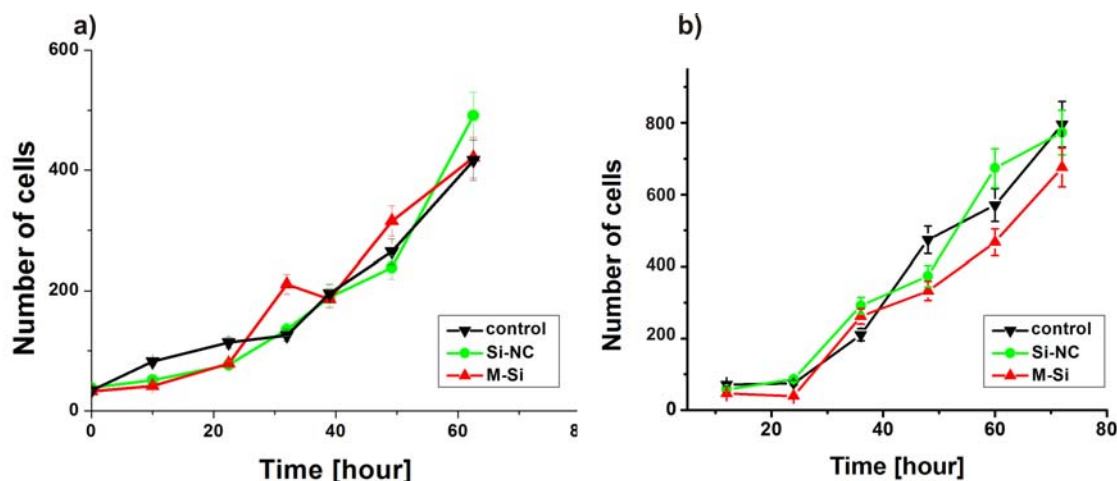 a)
600
400
200
0
Number of cells
control
Si-NC
M-Si
0 20 40 60 8
Time [hour]
b)
800
600
400
200
0
Number of cells
control
Si-NC
M-Si
20 40 60 80
Time [hour]